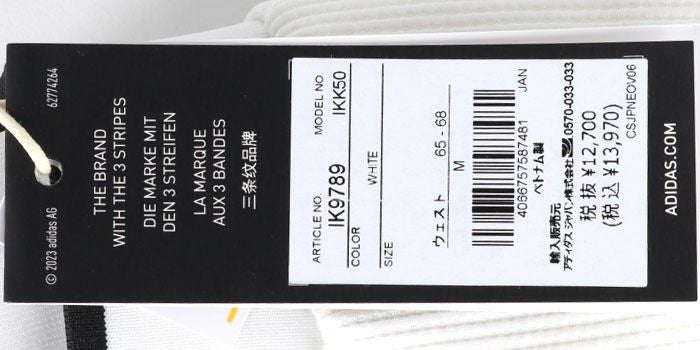 62774264
THE BRAND
WITH THE 3 STRIPES
DIE MARKE MIT
DEN 3 STREIFEN
LA MARQUE
AUX 3 BANDES
三条纹品牌
© 2023 adidas AG
ARTICLE NO.
MODEL NO.
IK9789
IKK50
COLOR
WHITE
SIZE
ウェスト
65 - 68
M
JAN
4066757587481
ベトナム製
輸入販売元
アディダス ジャパン株式会社 0570-033-033
税 抜 ¥12,700
(税 込 ¥13,970)
CSJPNEOV06
ADIDAS.COM